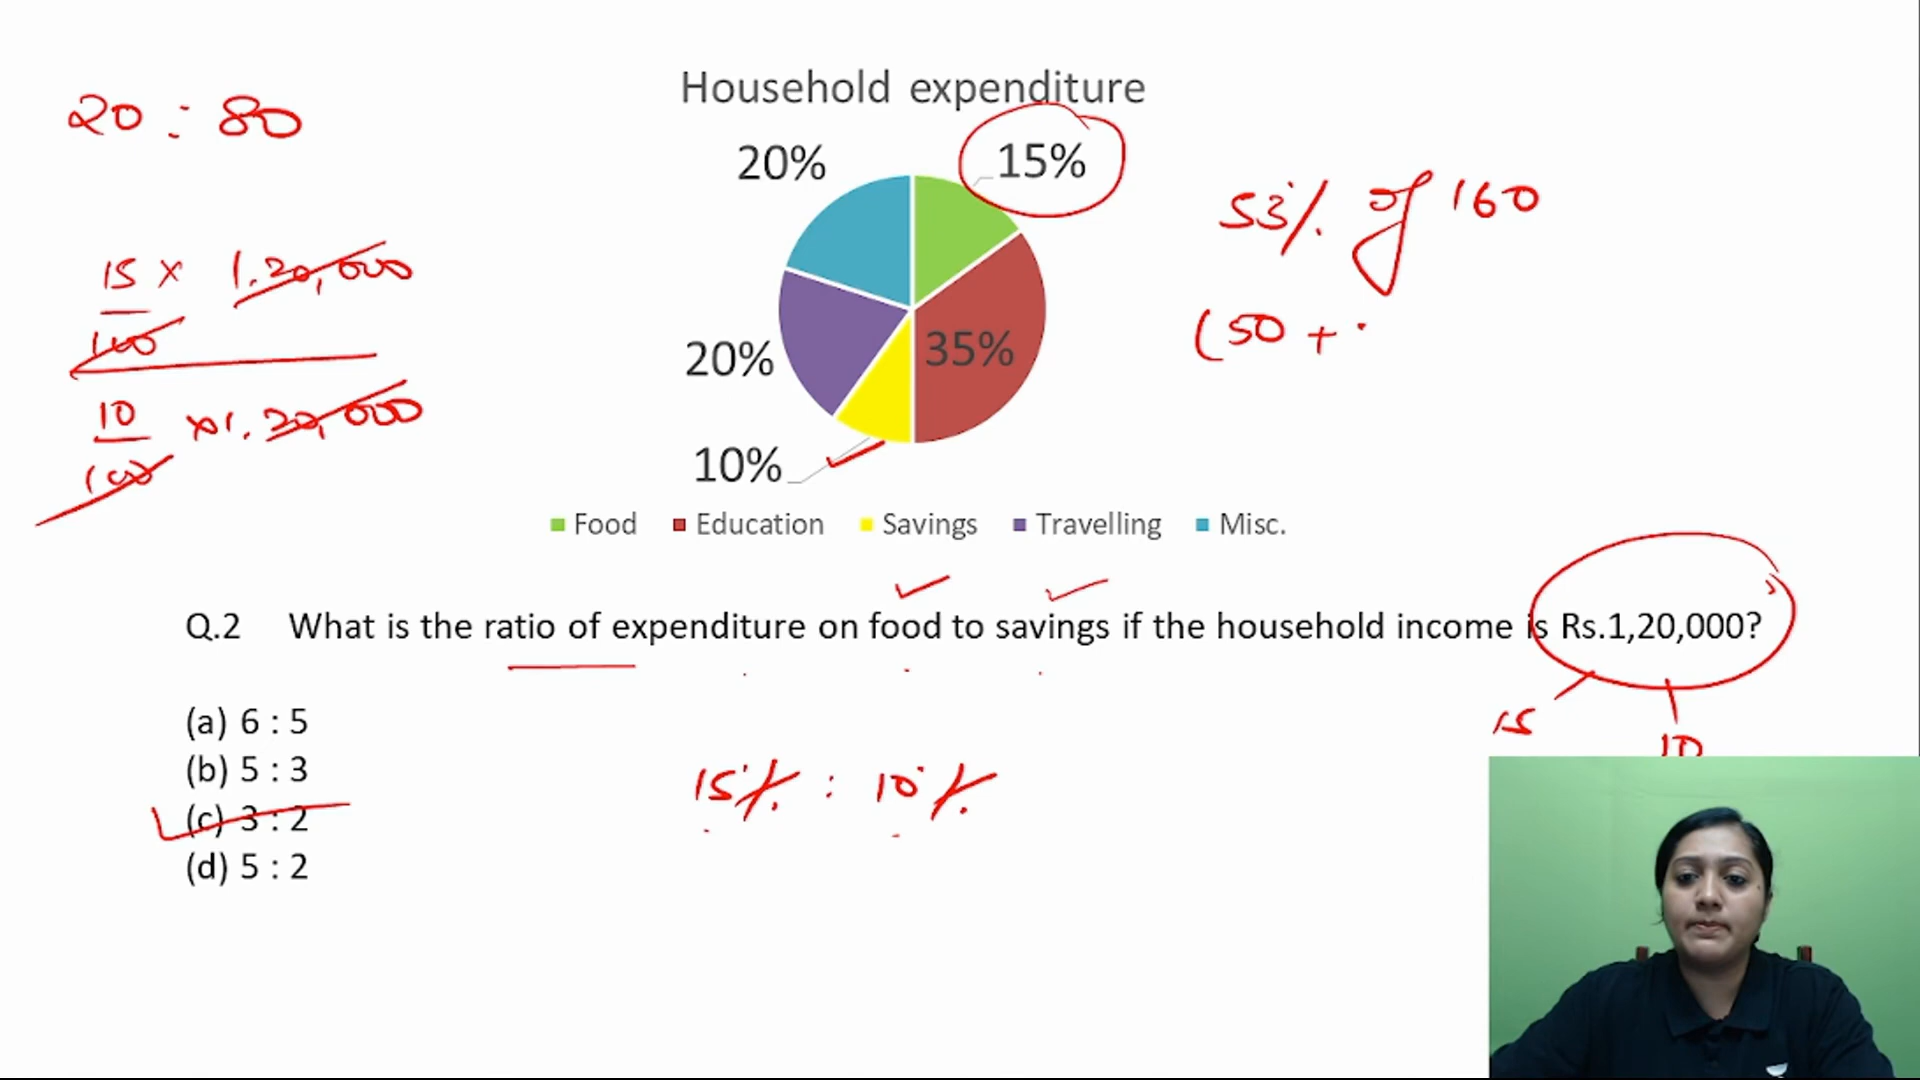 Household expenditure
20 : 80
20%
15%
53% of 160
15 x 1.20,000
100
(50 +
20%
35%
10 x 1.20,000
100
10%
Food Education Savings Travelling Misc.
Q.2 What is the ratio of expenditure on food to savings if the household income is Rs.1,20,000?
15
10
(a) 6 : 5
(b) 5 : 3
15% : 10%
(c) 3 : 2
(d) 5 : 2